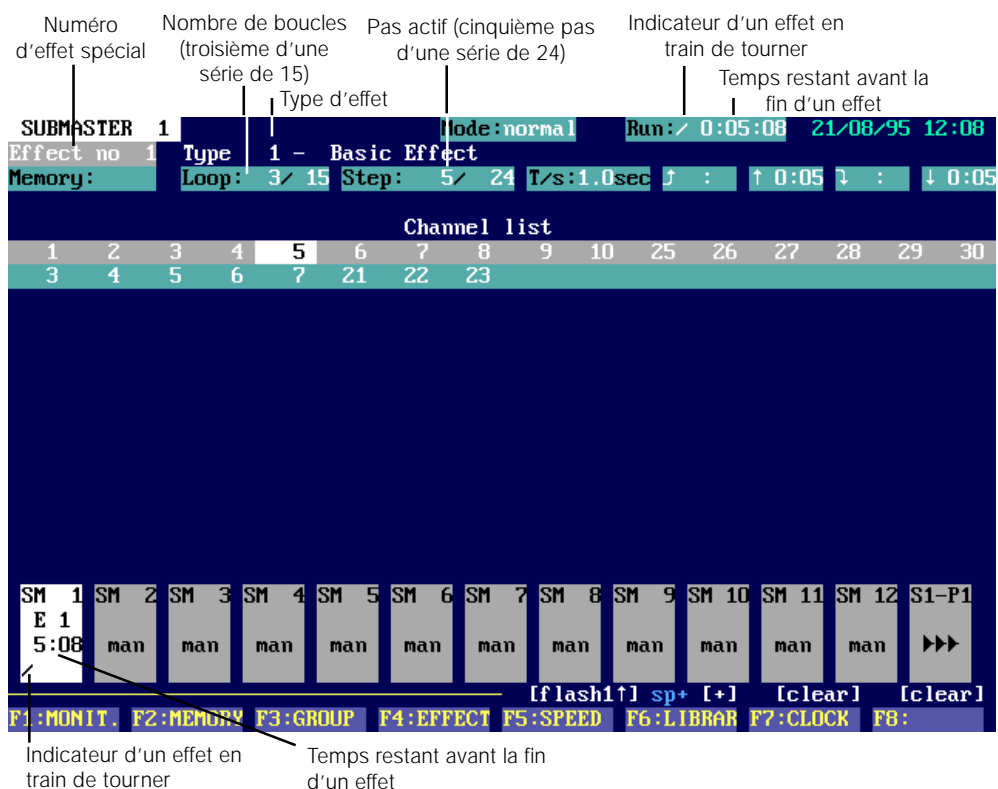 Numéro
d'effet spécial
Nombre de boucles
(troisième d'une
série de 15)
Type d'effet
Pas actif (cinquième pas
d'une série de 24)
Indicateur d'un effet en
train de tourner
Temps restant avant la
fin d'un effet
SUBMASTER 1 Mode:normal Run:/ 0:05:08 21/08/95 12:08
Effect no 1 Type 1 - Basic Effect
Memory: Loop: 3/ 15 Step: 5/ 24 T/s:1.0sec ⤴ : ↑ 0:05 ⤵ : ↓ 0:05
Channel list
1 2 3 4 5 6 7 8 9 10 25 26 27 28 29 30
3 4 5 6 7 21 22 23
SM 1 SM 2 SM 3 SM 4 SM 5 SM 6 SM 7 SM 8 SM 9 SM 10 SM 11 SM 12 S1-P1
E 1
5:08 man man man man man man man man man man man ►►►
/
[flash1↑] sp+ [+] [clear] [clear]
F1:MONIT. F2:MEMORY F3:GROUP F4:EFFECT F5:SPEED F6:LIBRAR F7:CLOCK F8:
Indicateur d'un effet en
train de tourner
Temps restant avant la fin
d'un effet